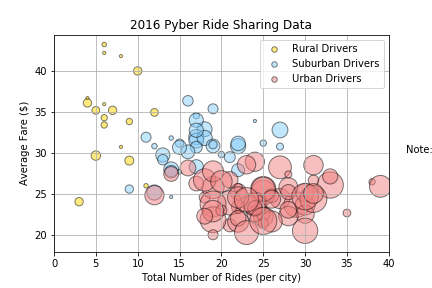 2016 Pyber Ride Sharing Data
Rural Drivers
Suburban Drivers
Urban Drivers
Average Fare ($)
40
35
30
25
20
Note:
0 5 10 15 20 25 30 35 40
Total Number of Rides (per city)